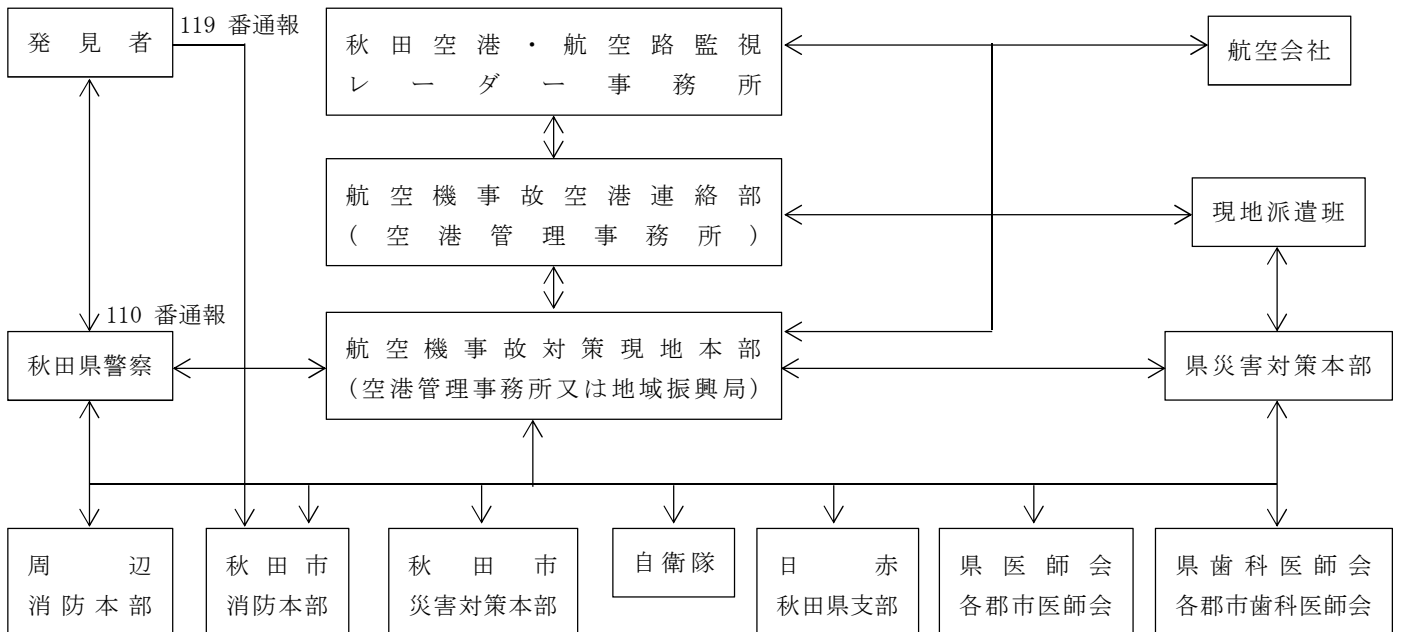 119 番通報
発見者
秋田空港・航空路監視
レーダー事務所
航空会社
航空機事故空港連絡部
(空港管理事務所)
現地派遣班
110 番通報
秋田県警察
航空機事故対策現地本部
(空港管理事務所又は地域振興局)
県災害対策本部
周辺
消防本部
秋田市
消防本部
秋田市
災害対策本部
自衛隊
日赤
秋田県支部
県医師会
各郡市医師会
県歯科医師会
各郡市歯科医師会